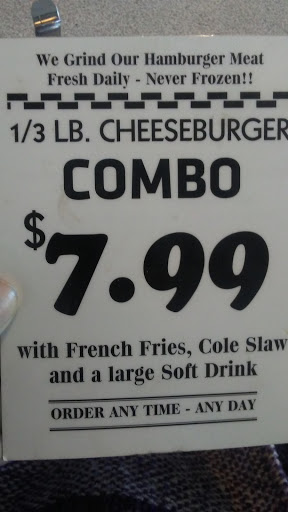 We Grind Our Hamburger Meat
Fresh Daily - Never Frozen!!
1/3 LB. CHEESEBURGER
COMBO
$7.99
with French Fries, Cole Slaw
and a large Soft Drink
ORDER ANY TIME - ANY DAY